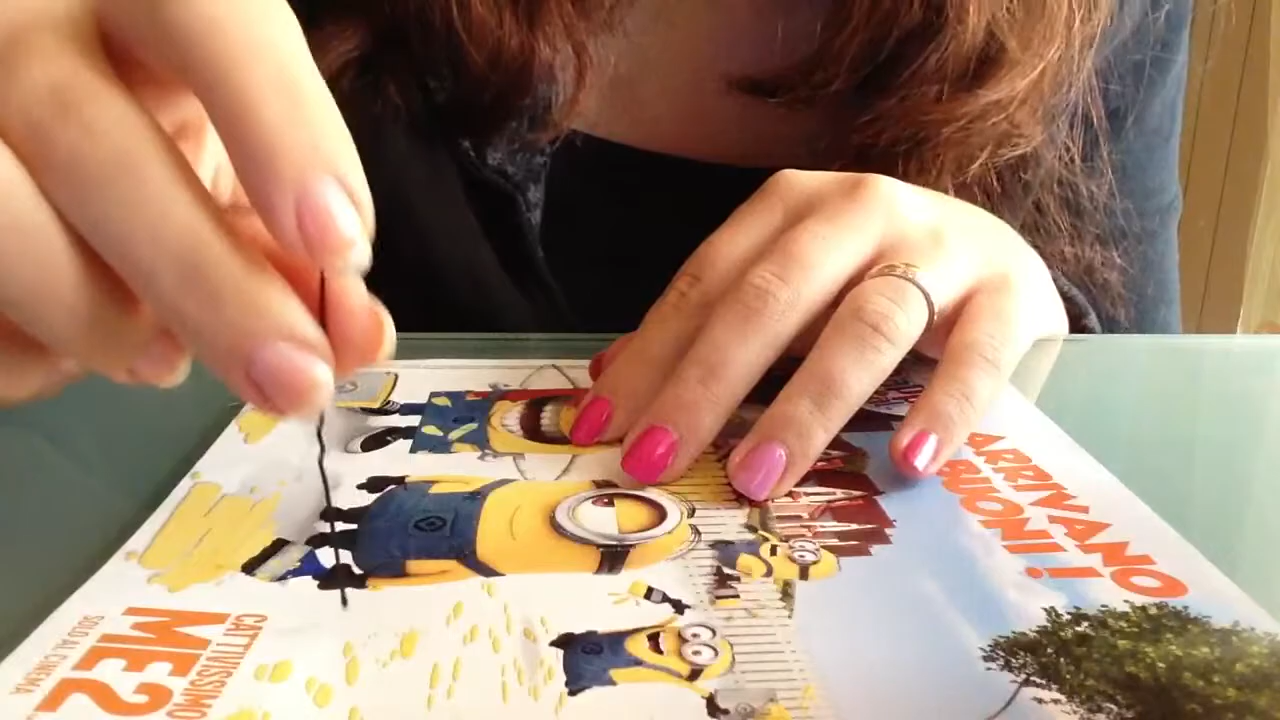 ARRIVANO
I BUONI!
CATTIVISSIMO
ME2
SOLO AL CINEMA